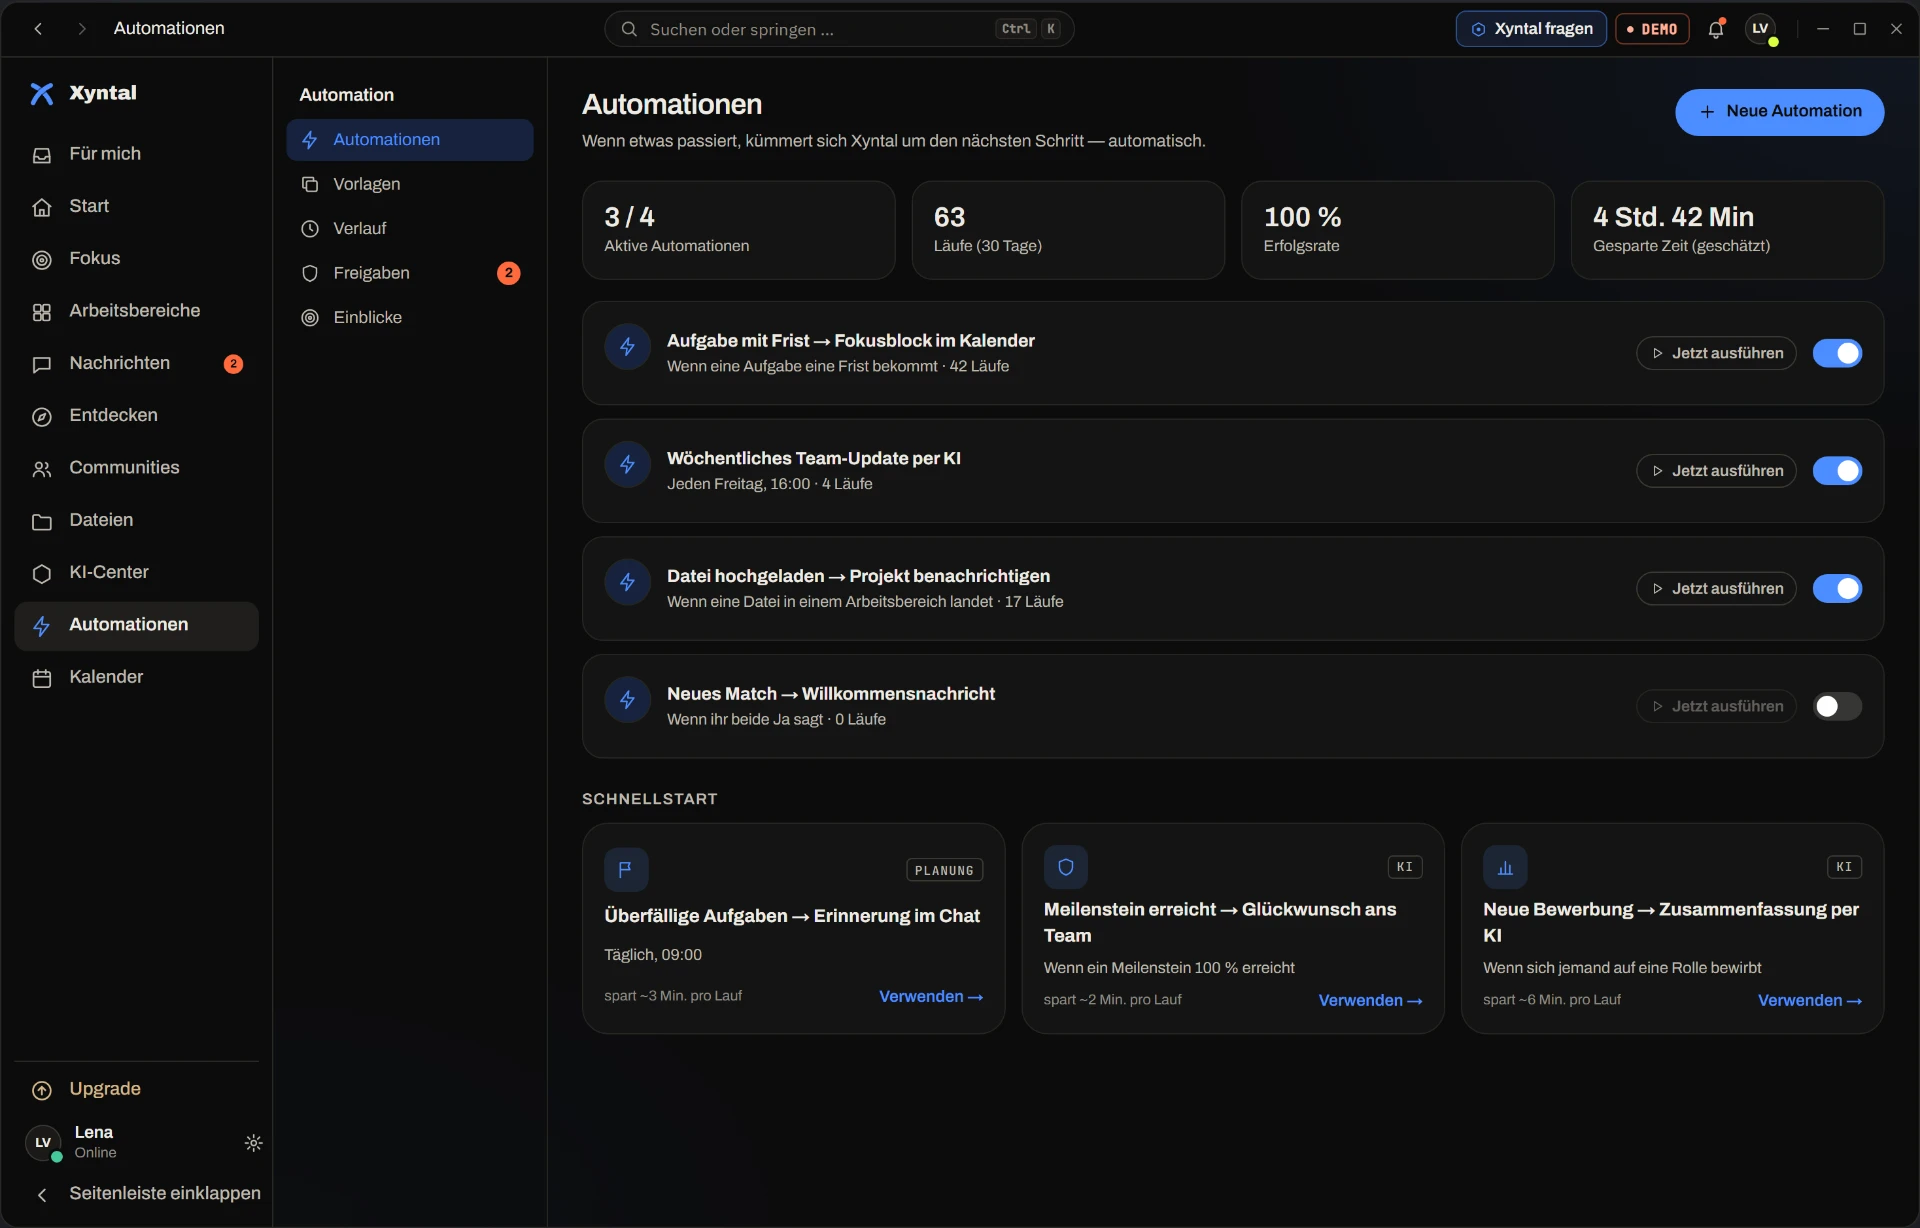 Automationen
Suchen oder springen ...
Ctrl K
Xyntal fragen
DEMO
LV
Xyntal
Für mich
Start
Fokus
Arbeitsbereiche
Nachrichten 2
Entdecken
Communities
Dateien
KI-Center
Automationen
Kalender
Upgrade
LV
Lena
Online
Seitenleiste einklappen
Automation
Automationen
Vorlagen
Verlauf
Freigaben 2
Einblicke
Automationen
Wenn etwas passiert, kümmert sich Xyntal um den nächsten Schritt — automatisch.
+ Neue Automation
3 / 4
Aktive Automationen
63
Läufe (30 Tage)
100 %
Erfolgsrate
4 Std. 42 Min
Gesparte Zeit (geschätzt)
Aufgabe mit Frist → Fokusblock im Kalender
Wenn eine Aufgabe eine Frist bekommt · 42 Läufe
Jetzt ausführen
Wöchentliches Team-Update per KI
Jeden Freitag, 16:00 · 4 Läufe
Jetzt ausführen
Datei hochgeladen → Projekt benachrichtigen
Wenn eine Datei in einem Arbeitsbereich landet · 17 Läufe
Jetzt ausführen
Neues Match → Willkommensnachricht
Wenn ihr beide Ja sagt · 0 Läufe
Jetzt ausführen
SCHNELLSTART
PLANUNG
Überfällige Aufgaben → Erinnerung im Chat
Täglich, 09:00
spart ~3 Min. pro Lauf
Verwenden →
KI
Meilenstein erreicht → Glückwunsch ans
Team
Wenn ein Meilenstein 100 % erreicht
spart ~2 Min. pro Lauf
Verwenden →
KI
Neue Bewerbung → Zusammenfassung per
KI
Wenn sich jemand auf eine Rolle bewirbt
spart ~6 Min. pro Lauf
Verwenden →